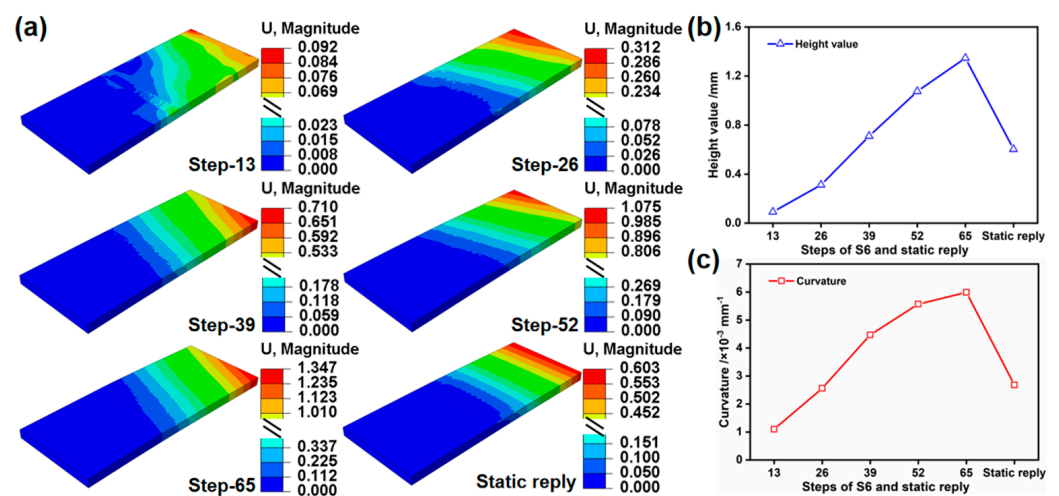 (a)
U, Magnitude
0.092
0.084
0.076
0.069
0.023
0.015
0.008
0.000
Step-13
U, Magnitude
0.312
0.286
0.260
0.234
0.078
0.052
0.026
0.000
Step-26
U, Magnitude
0.710
0.651
0.592
0.533
0.178
0.118
0.059
0.000
Step-39
U, Magnitude
1.075
0.985
0.896
0.806
0.269
0.179
0.090
0.000
Step-52
U, Magnitude
1.347
1.235
1.123
1.010
0.337
0.225
0.112
0.000
Step-65
U, Magnitude
0.603
0.553
0.502
0.452
0.151
0.100
0.050
0.000
Static reply
(b)
Height value
Height value /mm
1.6
1.2
0.8
0.4
0.0
13 26 39 52 65 Static reply
Steps of S6 and static reply
(c)
Curvature
Curvature /×10⁻³ mm⁻¹
7
6
5
4
3
2
1
0
13 26 39 52 65 Static reply
Steps of S6 and static reply